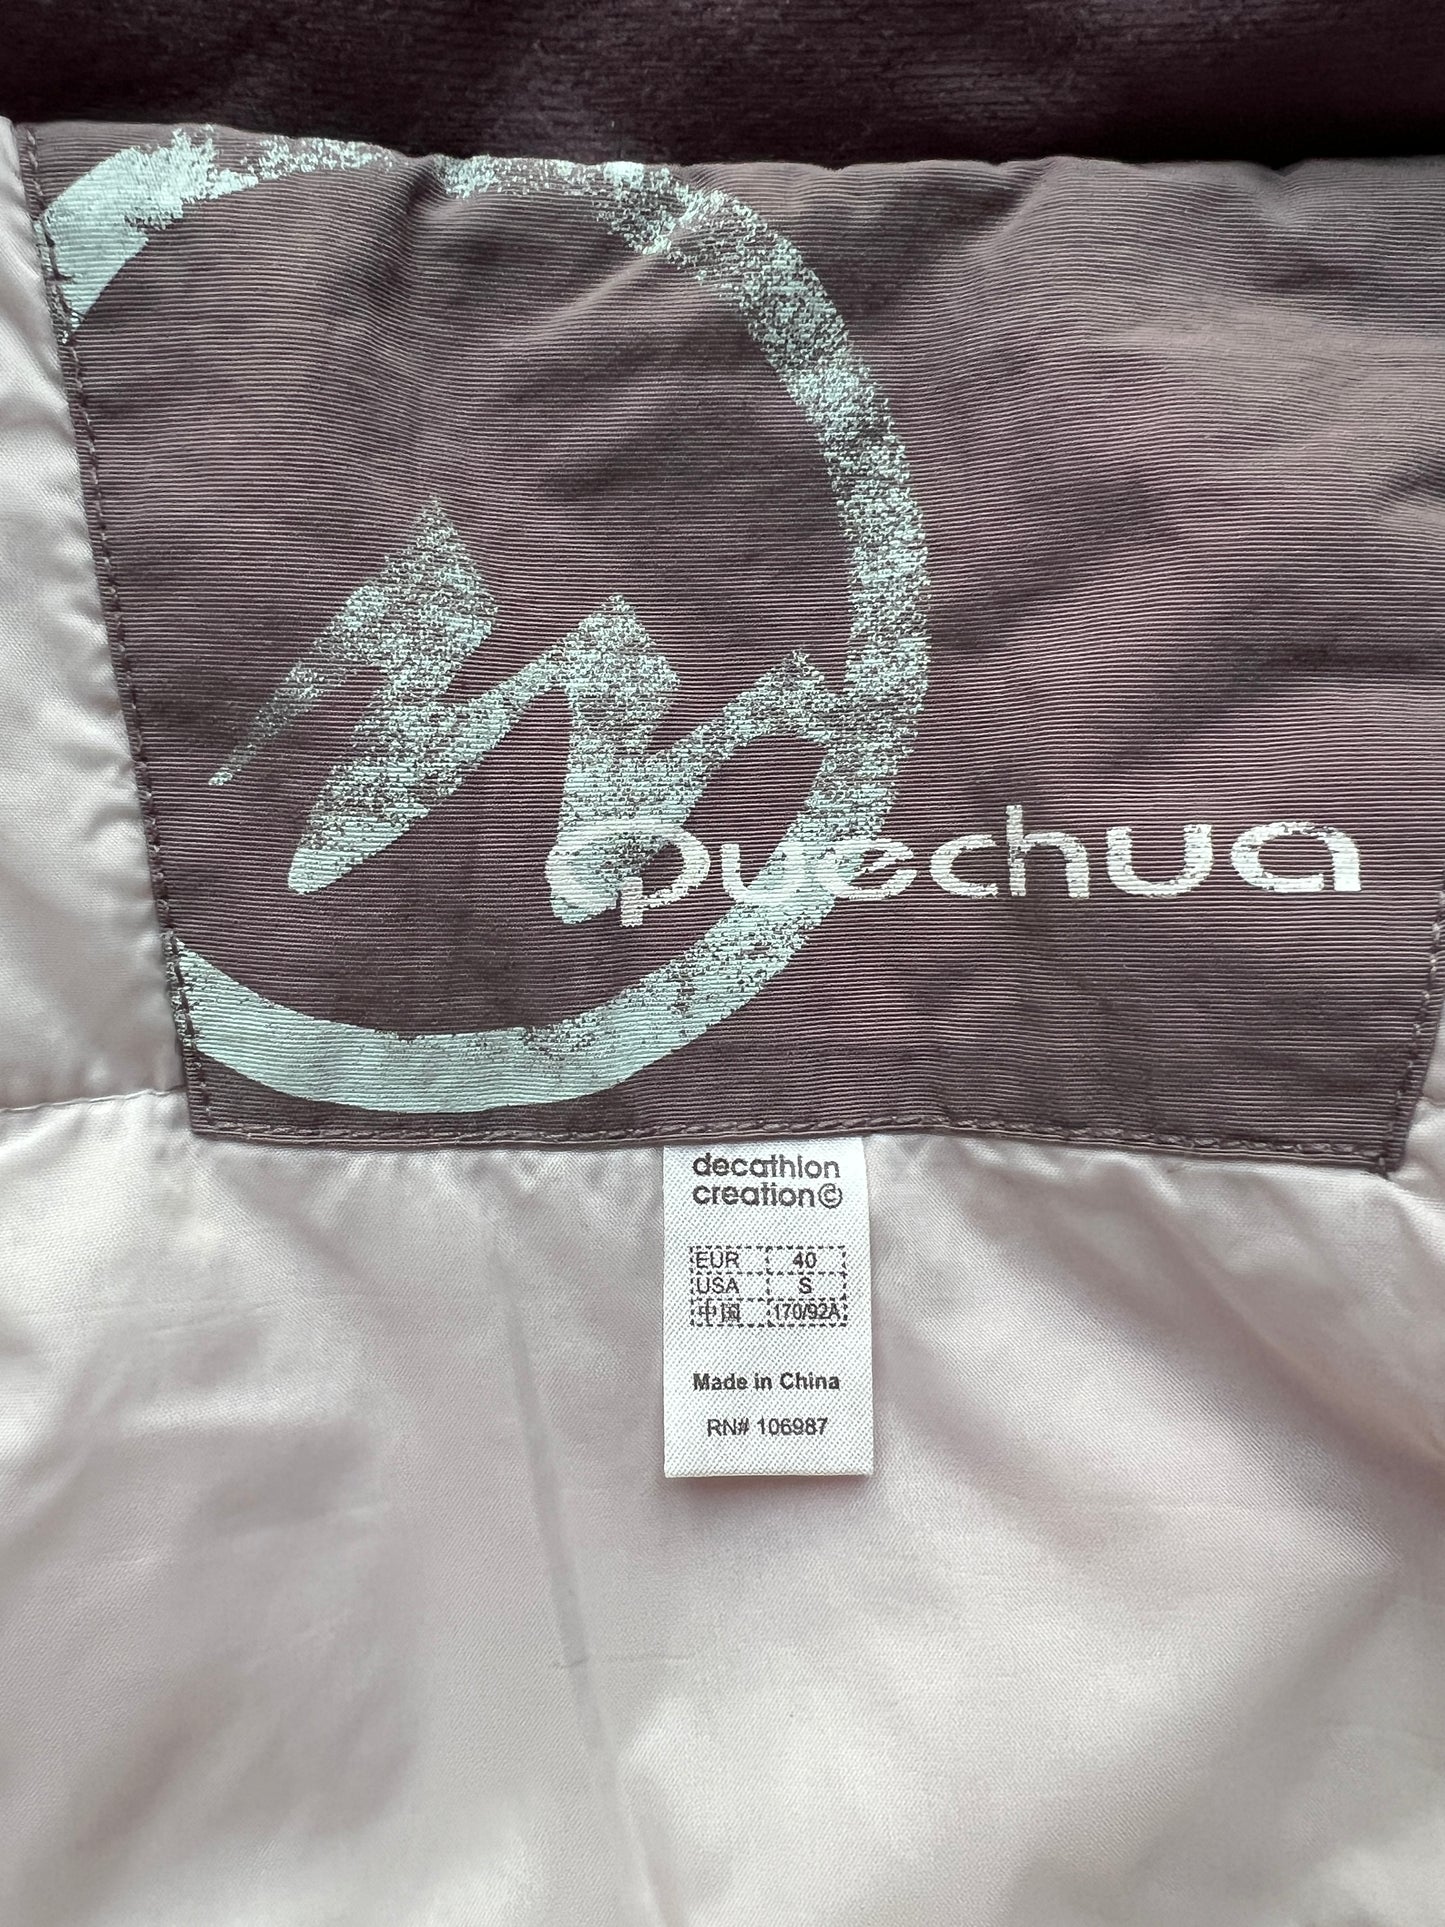 quechua
decathlon
creation©
EUR 40
USA S
中国 170/92A
Made in China
RN# 106987